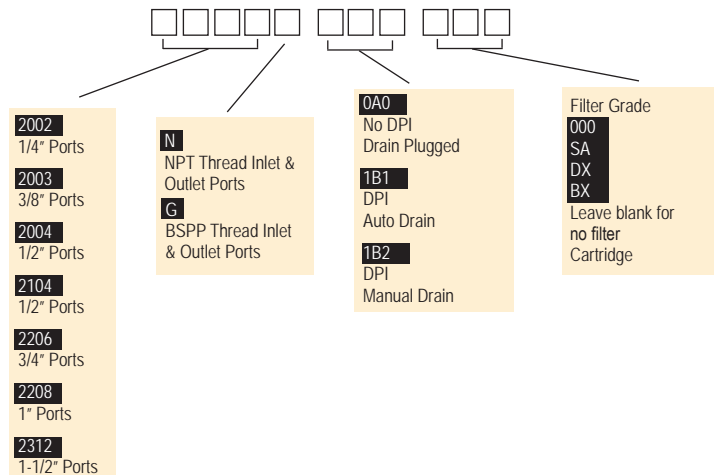 2002
1/4" Ports
2003
3/8" Ports
2004
1/2" Ports
2104
1/2" Ports
2206
3/4" Ports
2208
1" Ports
2312
1-1/2" Ports
N
NPT Thread Inlet &
Outlet Ports
G
BSPP Thread Inlet
& Outlet Ports
0A0
No DPI
Drain Plugged
1B1
DPI
Auto Drain
1B2
DPI
Manual Drain
Filter Grade
000
SA
DX
BX
Leave blank for
no filter
Cartridge